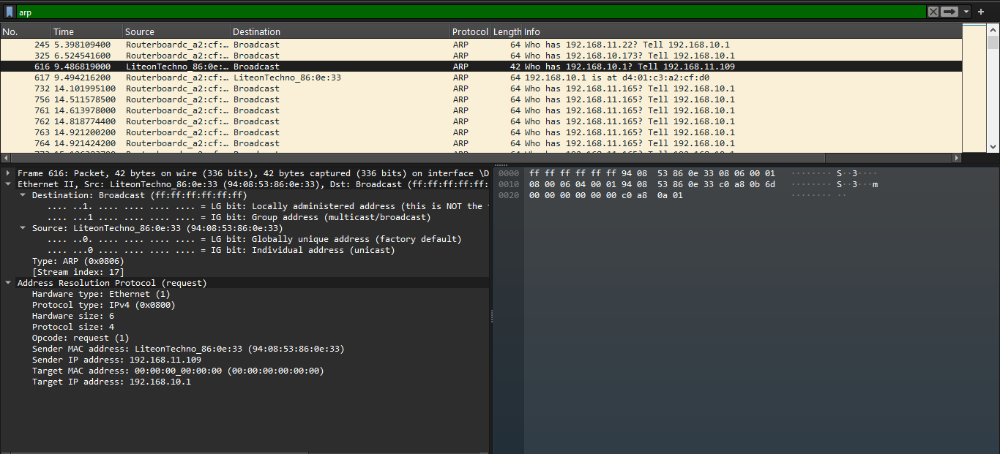 arp
No. Time Source Destination Protocol Length Info
245 5.398109400 Routerboardc_a2:cf:… Broadcast ARP 64 Who has 192.168.11.22? Tell 192.168.10.1
325 6.524541600 Routerboardc_a2:cf:… Broadcast ARP 64 Who has 192.168.10.173? Tell 192.168.10.1
616 9.486819000 LiteonTechno_86:0e:… Broadcast ARP 42 Who has 192.168.10.1? Tell 192.168.11.109
617 9.494216200 Routerboardc_a2:cf:… LiteonTechno_86:0e:33 ARP 64 192.168.10.1 is at d4:01:c3:a2:cf:d0
732 14.101995100 Routerboardc_a2:cf:… Broadcast ARP 64 Who has 192.168.11.165? Tell 192.168.10.1
756 14.511578500 Routerboardc_a2:cf:… Broadcast ARP 64 Who has 192.168.11.165? Tell 192.168.10.1
761 14.613978000 Routerboardc_a2:cf:… Broadcast ARP 64 Who has 192.168.11.165? Tell 192.168.10.1
762 14.818774400 Routerboardc_a2:cf:… Broadcast ARP 64 Who has 192.168.11.165? Tell 192.168.10.1
763 14.921200200 Routerboardc_a2:cf:… Broadcast ARP 64 Who has 192.168.11.165? Tell 192.168.10.1
764 14.921424200 Routerboardc_a2:cf:… Broadcast ARP 64 Who has 192.168.11.165? Tell 192.168.10.1
Frame 616: Packet, 42 bytes on wire (336 bits), 42 bytes captured (336 bits) on interface \D
Ethernet II, Src: LiteonTechno_86:0e:33 (94:08:53:86:0e:33), Dst: Broadcast (ff:ff:ff:ff:ff:
Destination: Broadcast (ff:ff:ff:ff:ff:ff)
.... ..1. .... .... .... .... = LG bit: Locally administered address (this is NOT the
.... ...1 .... .... .... .... = IG bit: Group address (multicast/broadcast)
Source: LiteonTechno_86:0e:33 (94:08:53:86:0e:33)
.... ..0. .... .... .... .... = LG bit: Globally unique address (factory default)
.... ...0 .... .... .... .... = IG bit: Individual address (unicast)
Type: ARP (0x0806)
[Stream index: 17]
Address Resolution Protocol (request)
Hardware type: Ethernet (1)
Protocol type: IPv4 (0x0800)
Hardware size: 6
Protocol size: 4
Opcode: request (1)
Sender MAC address: LiteonTechno_86:0e:33 (94:08:53:86:0e:33)
Sender IP address: 192.168.11.109
Target MAC address: 00:00:00_00:00:00 (00:00:00:00:00:00)
Target IP address: 192.168.10.1
0000 ff ff ff ff ff ff 94 08 53 86 0e 33 08 06 00 01 ········ S··3····
0010 08 00 06 04 00 01 94 08 53 86 0e 33 c0 a8 0b 6d ········ S··3···m
0020 00 00 00 00 00 00 c0 a8 0a 01 ········ ··